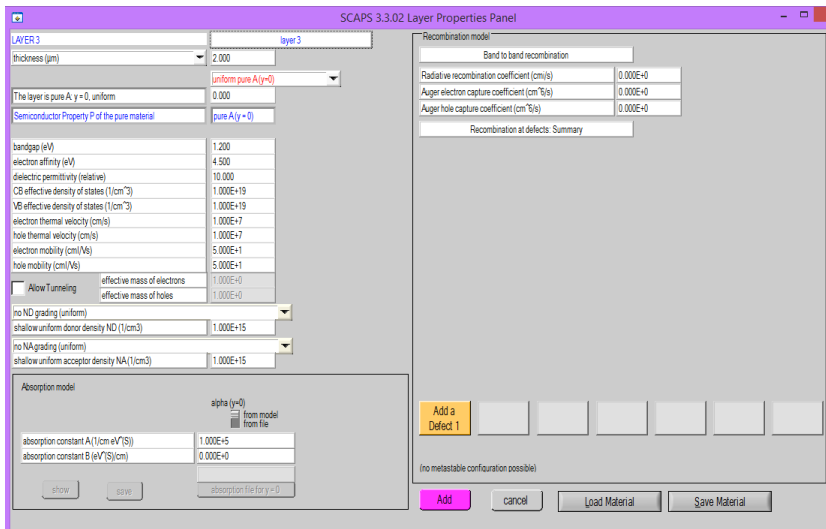 SCAPS 3.3.02 Layer Properties Panel
LAYER 3 layer 3
thickness (µm) 2.000
uniform pure A (y=0)
The layer is pure A: y = 0, uniform 0.000
Semiconductor Property P of the pure material pure A (y = 0)
bandgap (eV) 1.200
electron affinity (eV) 4.500
dielectric permittivity (relative) 10.000
CB effective density of states (1/cm^3) 1.000E+19
VB effective density of states (1/cm^3) 1.000E+19
electron thermal velocity (cm/s) 1.000E+7
hole thermal velocity (cm/s) 1.000E+7
electron mobility (cm²/Vs) 5.000E+1
hole mobility (cm²/Vs) 5.000E+1
Allow Tunneling
effective mass of electrons 1.000E+0
effective mass of holes 1.000E+0
no ND grading (uniform)
shallow uniform donor density ND (1/cm3) 1.000E+15
no NA grading (uniform)
shallow uniform acceptor density NA (1/cm3) 1.000E+15
Absorption model
alpha (y=0)
from model
from file
absorption constant A (1/cm eV^(S)) 1.000E+5
absorption constant B (eV^(S)/cm) 0.000E+0
show save absorption file for y = 0
Recombination model
Band to band recombination
Radiative recombination coefficient (cm³/s) 0.000E+0
Auger electron capture coefficient (cm^6/s) 0.000E+0
Auger hole capture coefficient (cm^6/s) 0.000E+0
Recombination at defects: Summary
Add a
Defect 1
(no metastable configuration possible)
Add cancel Load Material Save Material